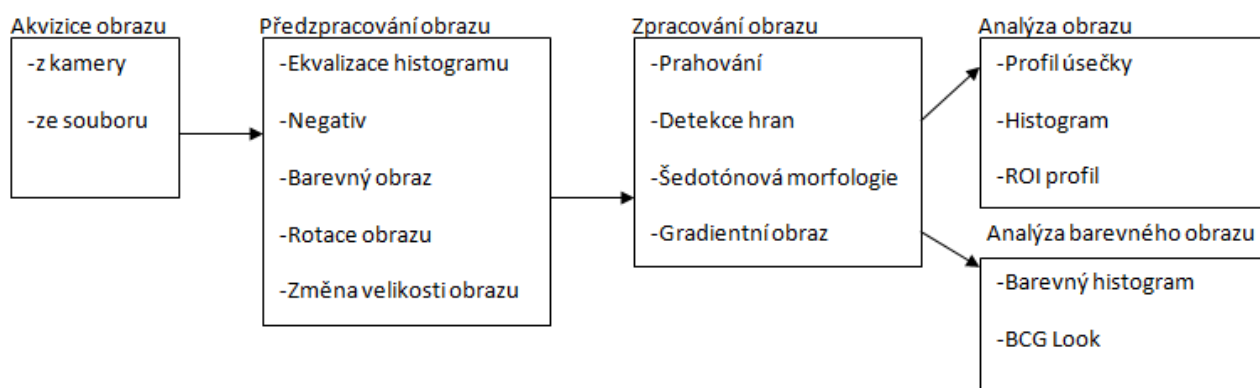 Akvizice obrazu
-z kamery
-ze souboru
Předzpracování obrazu
-Ekvalizace histogramu
-Negativ
-Barevný obraz
-Rotace obrazu
-Změna velikosti obrazu
Zpracování obrazu
-Prahování
-Detekce hran
-Šedotónová morfologie
-Gradientní obraz
Analýza obrazu
-Profil úsečky
-Histogram
-ROI profil
Analýza barevného obrazu
-Barevný histogram
-BCG Look